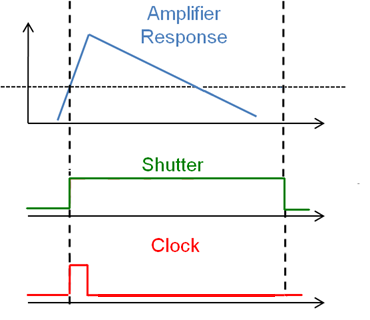 Amplifier
Response
Shutter
Clock